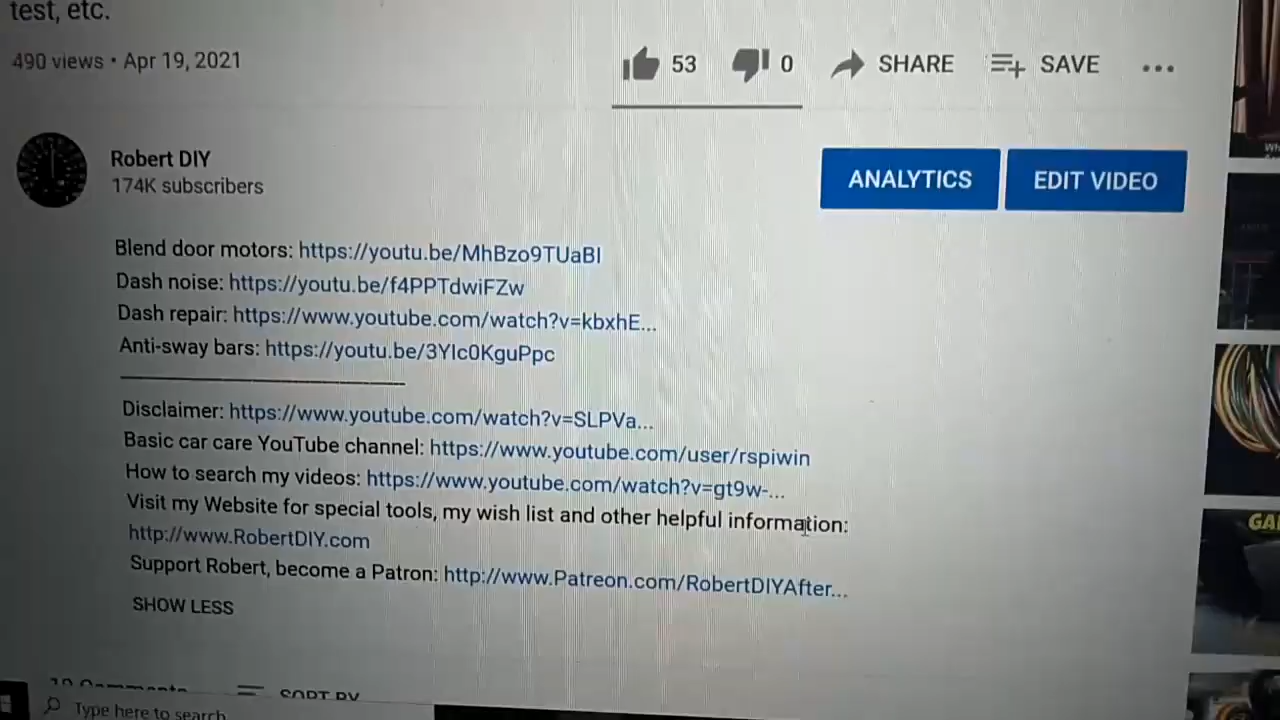 test, etc.
490 views • Apr 19, 2021
53
0
SHARE
SAVE
Robert DIY
174K subscribers
ANALYTICS
EDIT VIDEO
Blend door motors: https://youtu.be/MhBzo9TUaBI
Dash noise: https://youtu.be/f4PPTdwiFZw
Dash repair: https://www.youtube.com/watch?v=kbxhE...
Anti-sway bars: https://youtu.be/3YIc0KguPpc
Disclaimer: https://www.youtube.com/watch?v=SLPVa...
Basic car care YouTube channel: https://www.youtube.com/user/rspiwin
How to search my videos: https://www.youtube.com/watch?v=gt9w-...
Visit my Website for special tools, my wish list and other helpful information:
http://www.RobertDIY.com
Support Robert, become a Patron: http://www.Patreon.com/RobertDIYAfter...
SHOW LESS
SORT BY
Type here to search